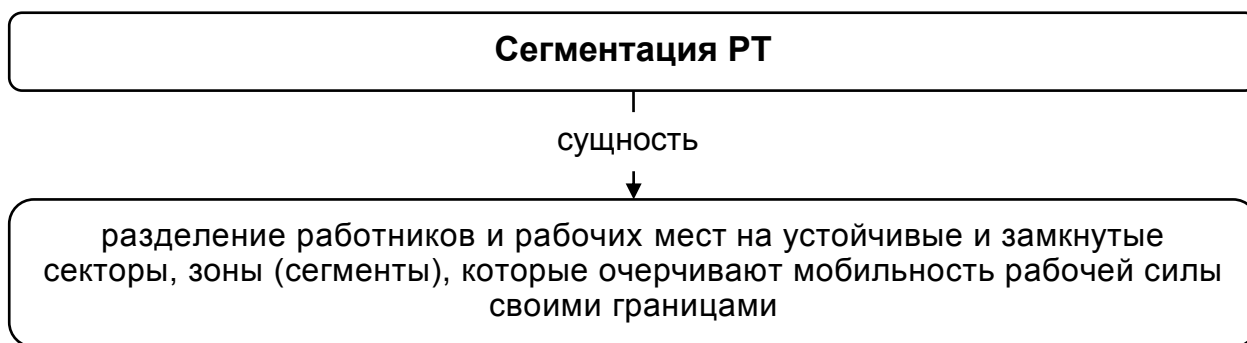 Сегментация РТ
сущность
разделение работников и рабочих мест на устойчивые и замкнутые
секторы, зоны (сегменты), которые очерчивают мобильность рабочей силы
своими границами